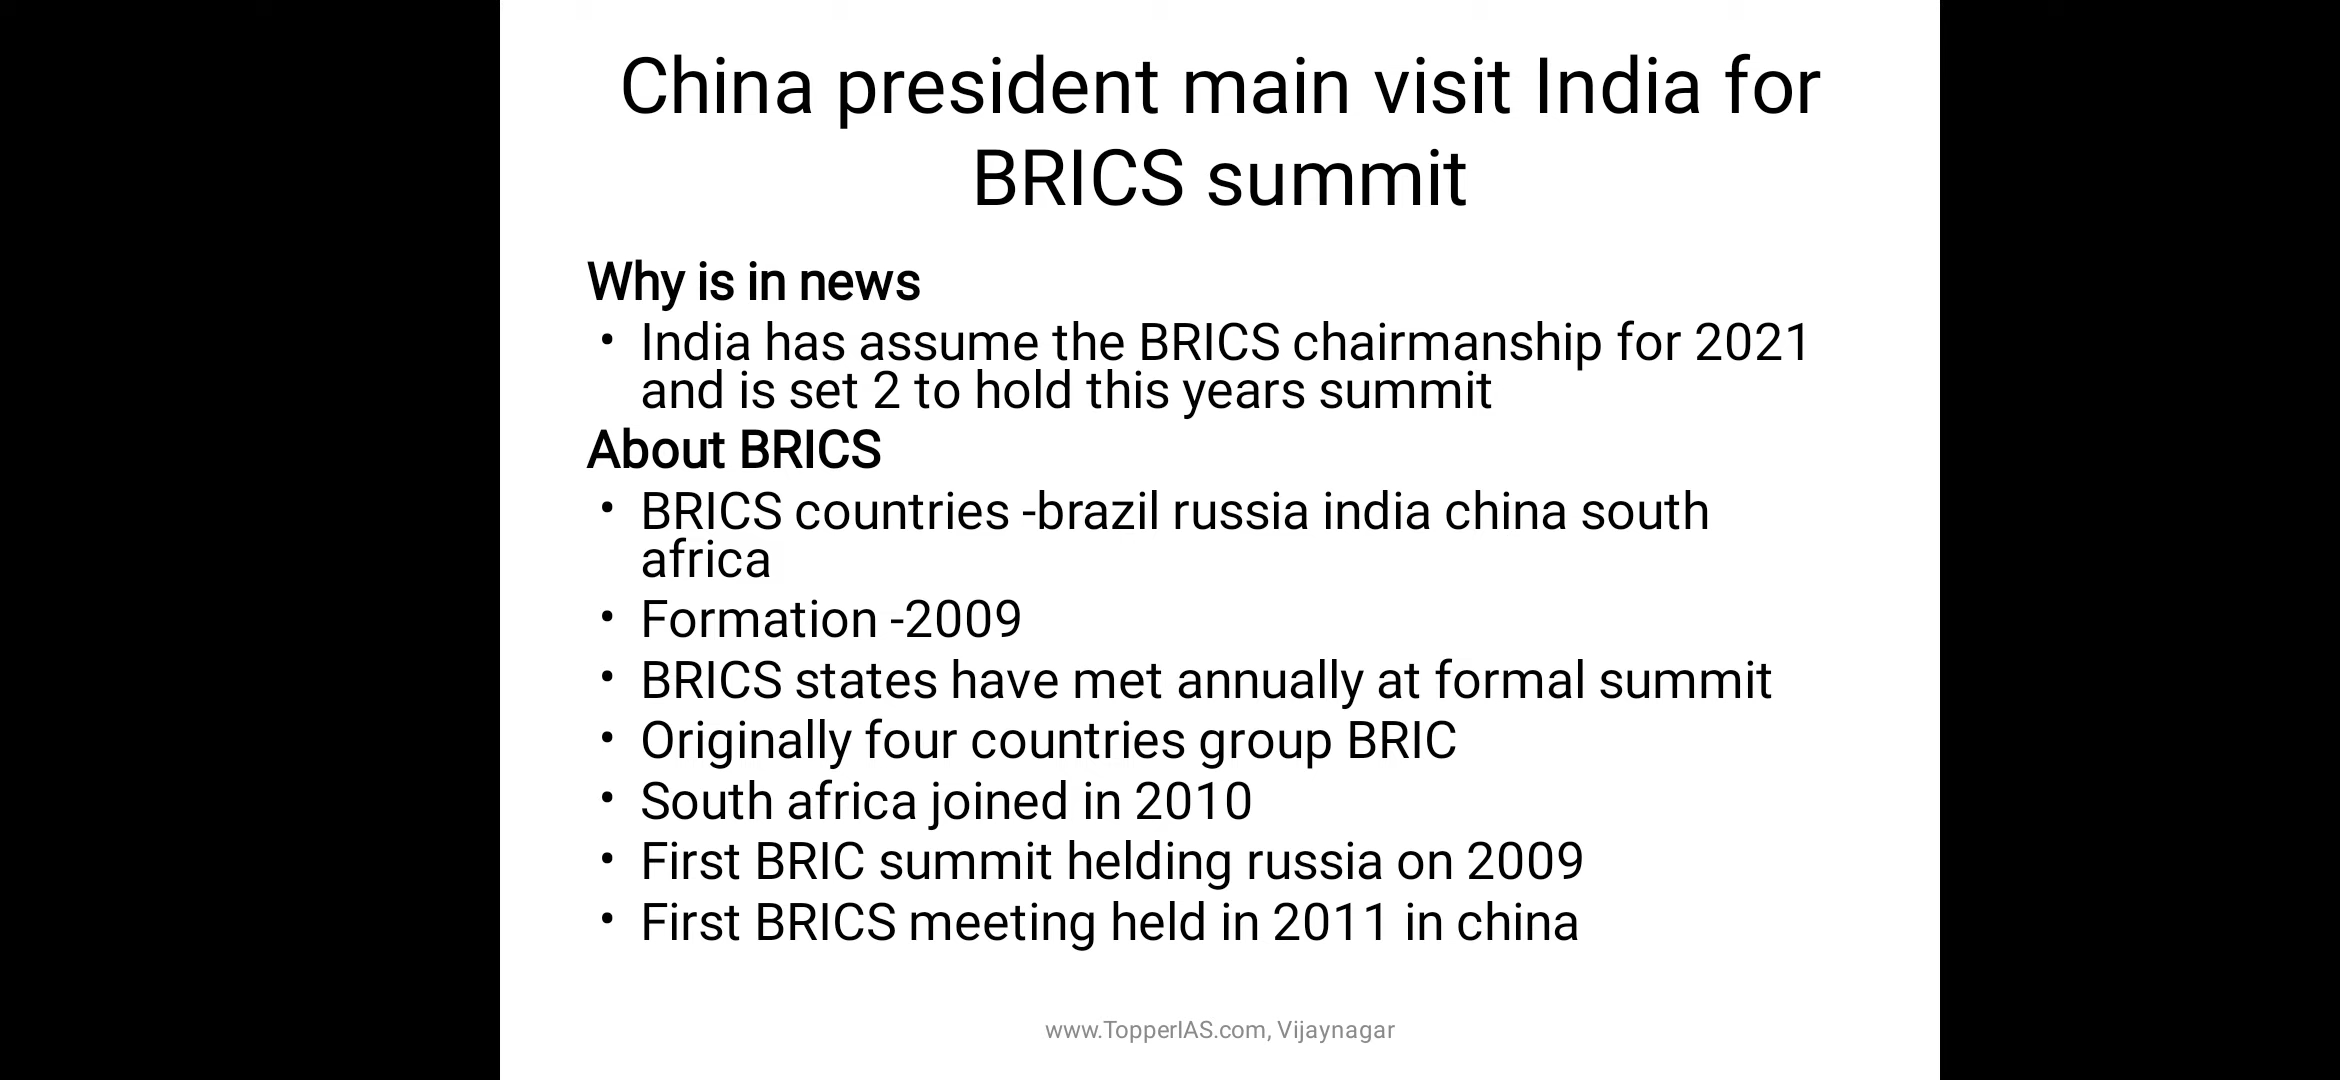 China president main visit India for
BRICS summit
Why is in news
• India has assume the BRICS chairmanship for 2021
and is set 2 to hold this years summit
About BRICS
• BRICS countries -brazil russia india china south
africa
• Formation -2009
• BRICS states have met annually at formal summit
• Originally four countries group BRIC
• South africa joined in 2010
• First BRIC summit helding russia on 2009
• First BRICS meeting held in 2011 in china
www.TopperIAS.com, Vijaynagar